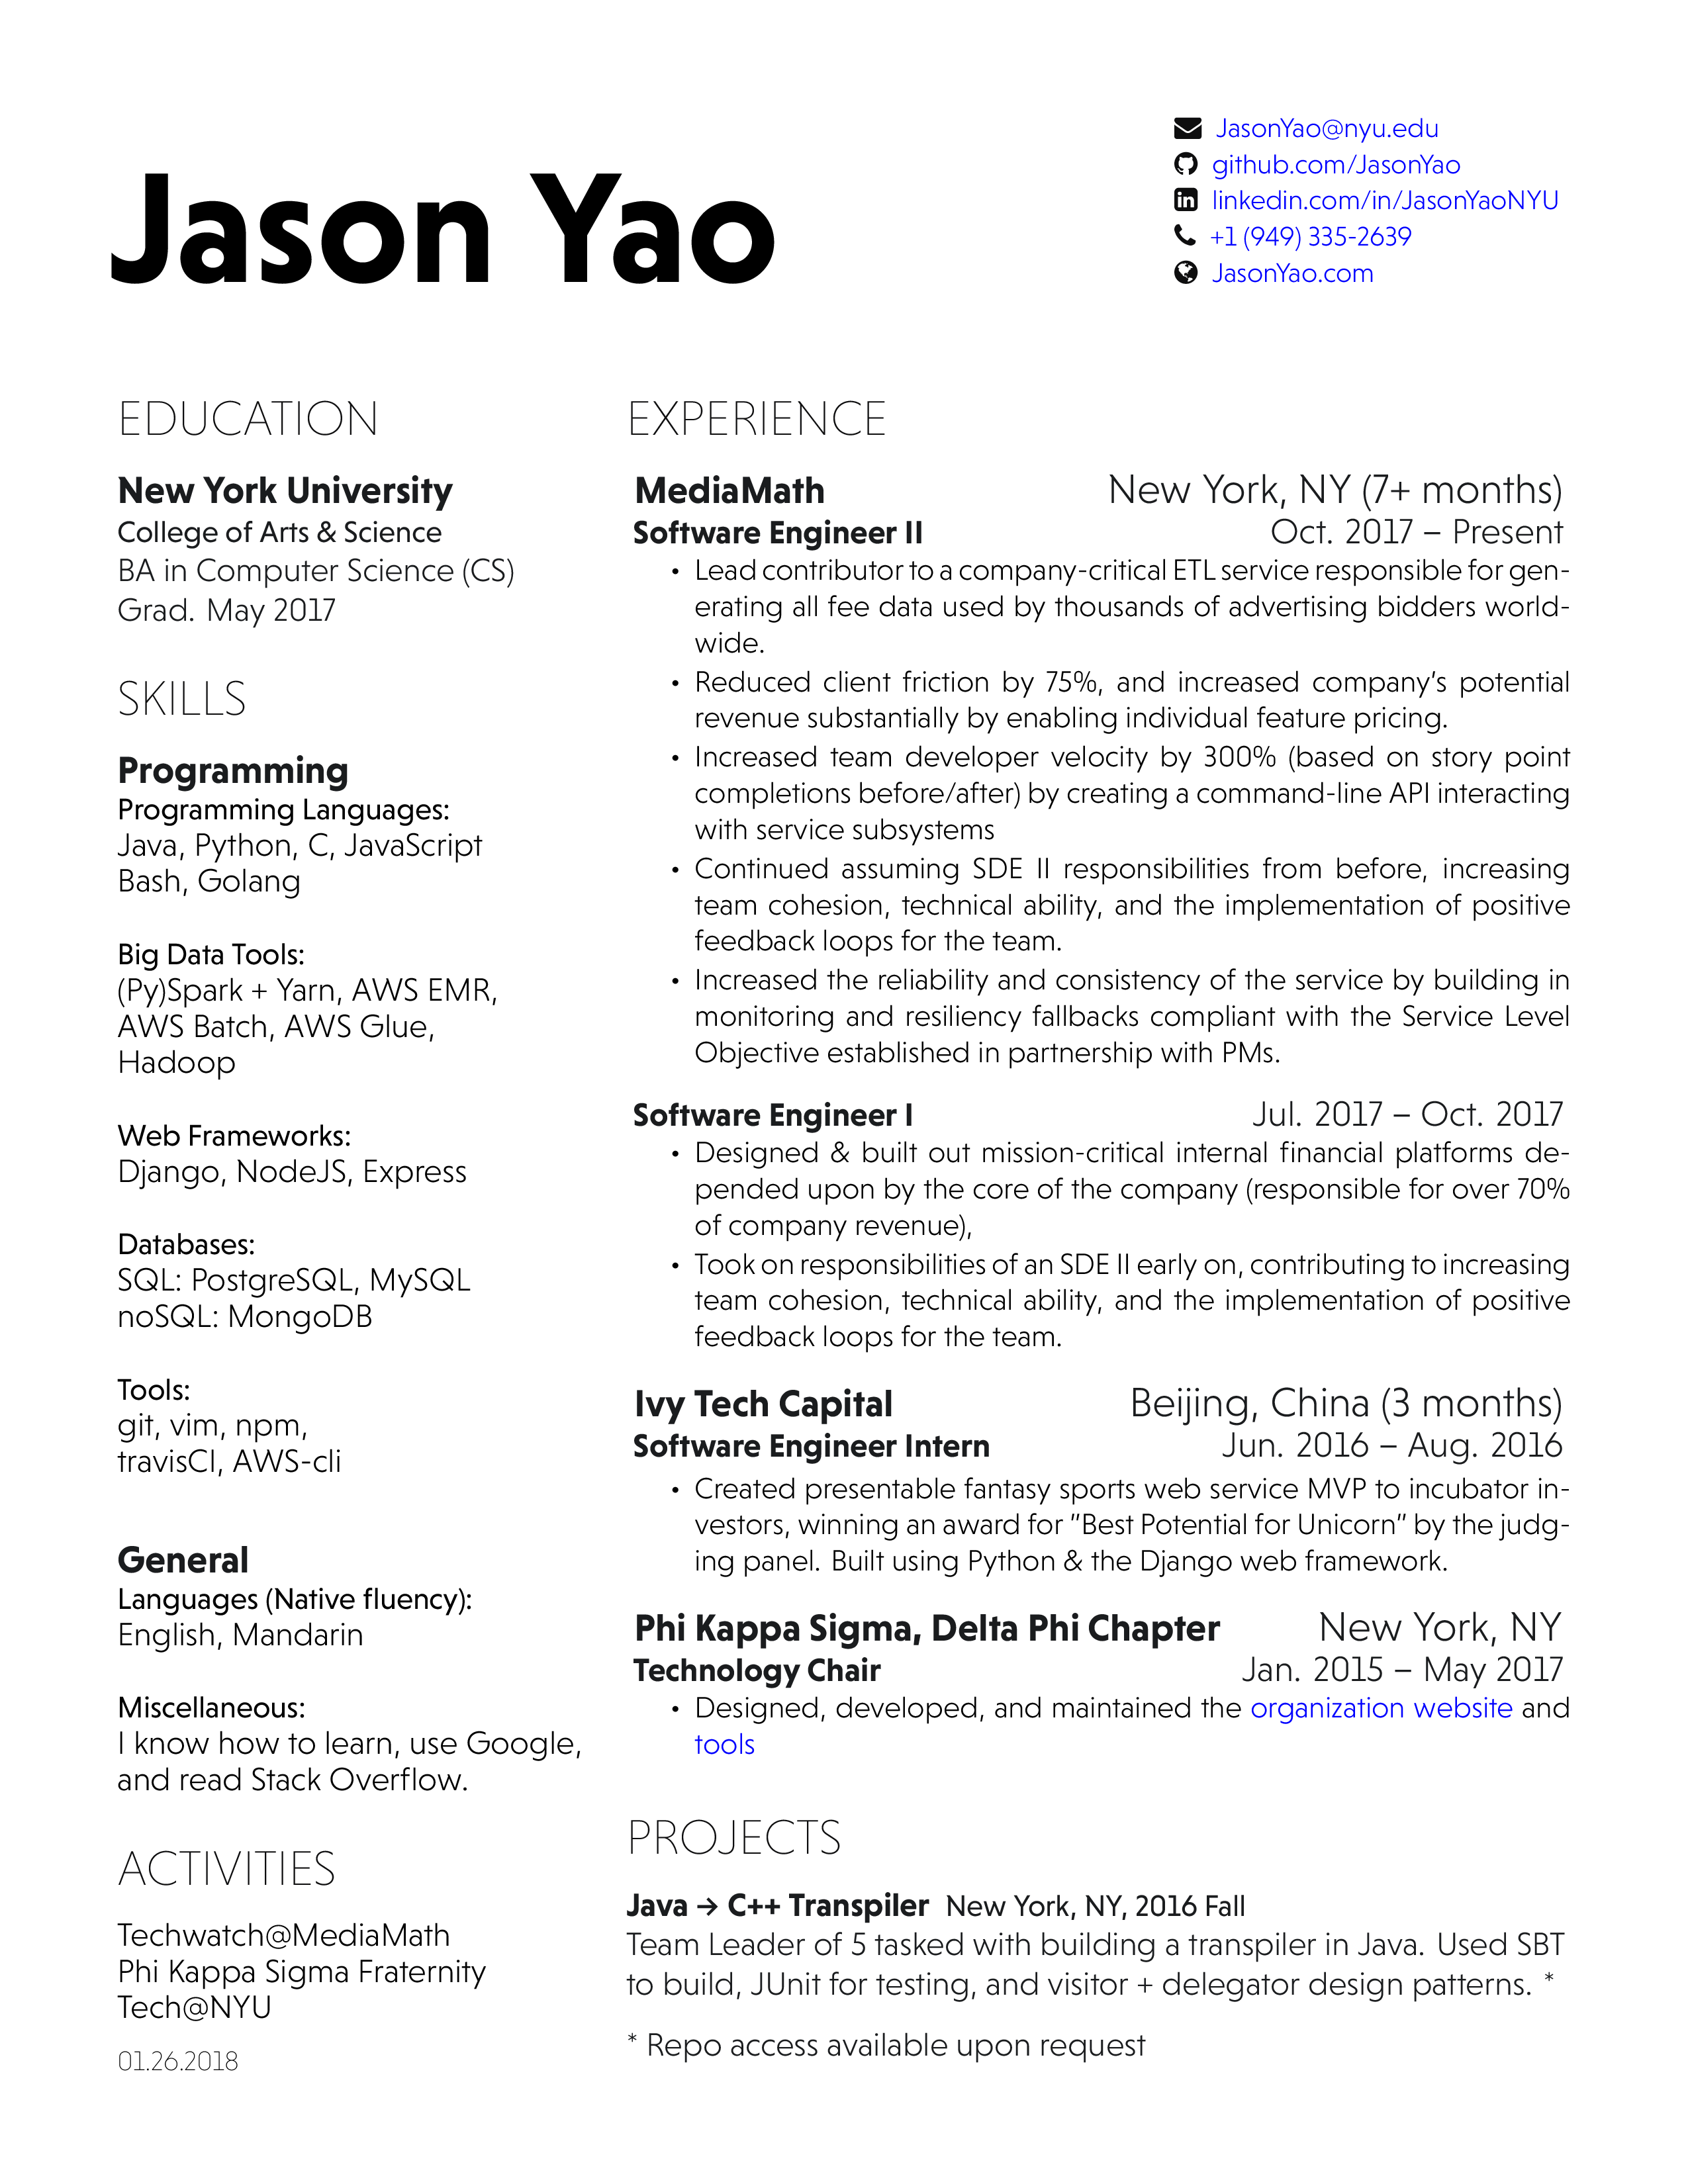 Jason Yao
JasonYao@nyu.edu
github.com/JasonYao
linkedin.com/in/JasonYaoNYU
+1 (949) 335-2639
JasonYao.com
EDUCATION
New York University
College of Arts & Science
BA in Computer Science (CS)
Grad. May 2017
SKILLS
Programming
Programming Languages:
Java, Python, C, JavaScript
Bash, Golang
Big Data Tools:
(Py)Spark + Yarn, AWS EMR,
AWS Batch, AWS Glue,
Hadoop
Web Frameworks:
Django, NodeJS, Express
Databases:
SQL: PostgreSQL, MySQL
noSQL: MongoDB
Tools:
git, vim, npm,
travisCI, AWS-cli
General
Languages (Native fluency):
English, Mandarin
Miscellaneous:
I know how to learn, use Google,
and read Stack Overflow.
ACTIVITIES
Techwatch@MediaMath
Phi Kappa Sigma Fraternity
Tech@NYU
01.26.2018
EXPERIENCE
MediaMath New York, NY (7+ months)
Software Engineer II Oct. 2017 – Present
• Lead contributor to a company-critical ETL service responsible for gen-
erating all fee data used by thousands of advertising bidders world-
wide.
• Reduced client friction by 75%, and increased company's potential
revenue substantially by enabling individual feature pricing.
• Increased team developer velocity by 300% (based on story point
completions before/after) by creating a command-line API interacting
with service subsystems
• Continued assuming SDE II responsibilities from before, increasing
team cohesion, technical ability, and the implementation of positive
feedback loops for the team.
• Increased the reliability and consistency of the service by building in
monitoring and resiliency fallbacks compliant with the Service Level
Objective established in partnership with PMs.
Software Engineer I Jul. 2017 – Oct. 2017
• Designed & built out mission-critical internal financial platforms de-
pended upon by the core of the company (responsible for over 70%
of company revenue),
• Took on responsibilities of an SDE II early on, contributing to increasing
team cohesion, technical ability, and the implementation of positive
feedback loops for the team.
Ivy Tech Capital Beijing, China (3 months)
Software Engineer Intern Jun. 2016 – Aug. 2016
• Created presentable fantasy sports web service MVP to incubator in-
vestors, winning an award for "Best Potential for Unicorn" by the judg-
ing panel. Built using Python & the Django web framework.
Phi Kappa Sigma, Delta Phi Chapter New York, NY
Technology Chair Jan. 2015 – May 2017
• Designed, developed, and maintained the organization website and
tools
PROJECTS
Java → C++ Transpiler New York, NY, 2016 Fall
Team Leader of 5 tasked with building a transpiler in Java. Used SBT
to build, JUnit for testing, and visitor + delegator design patterns. *
* Repo access available upon request